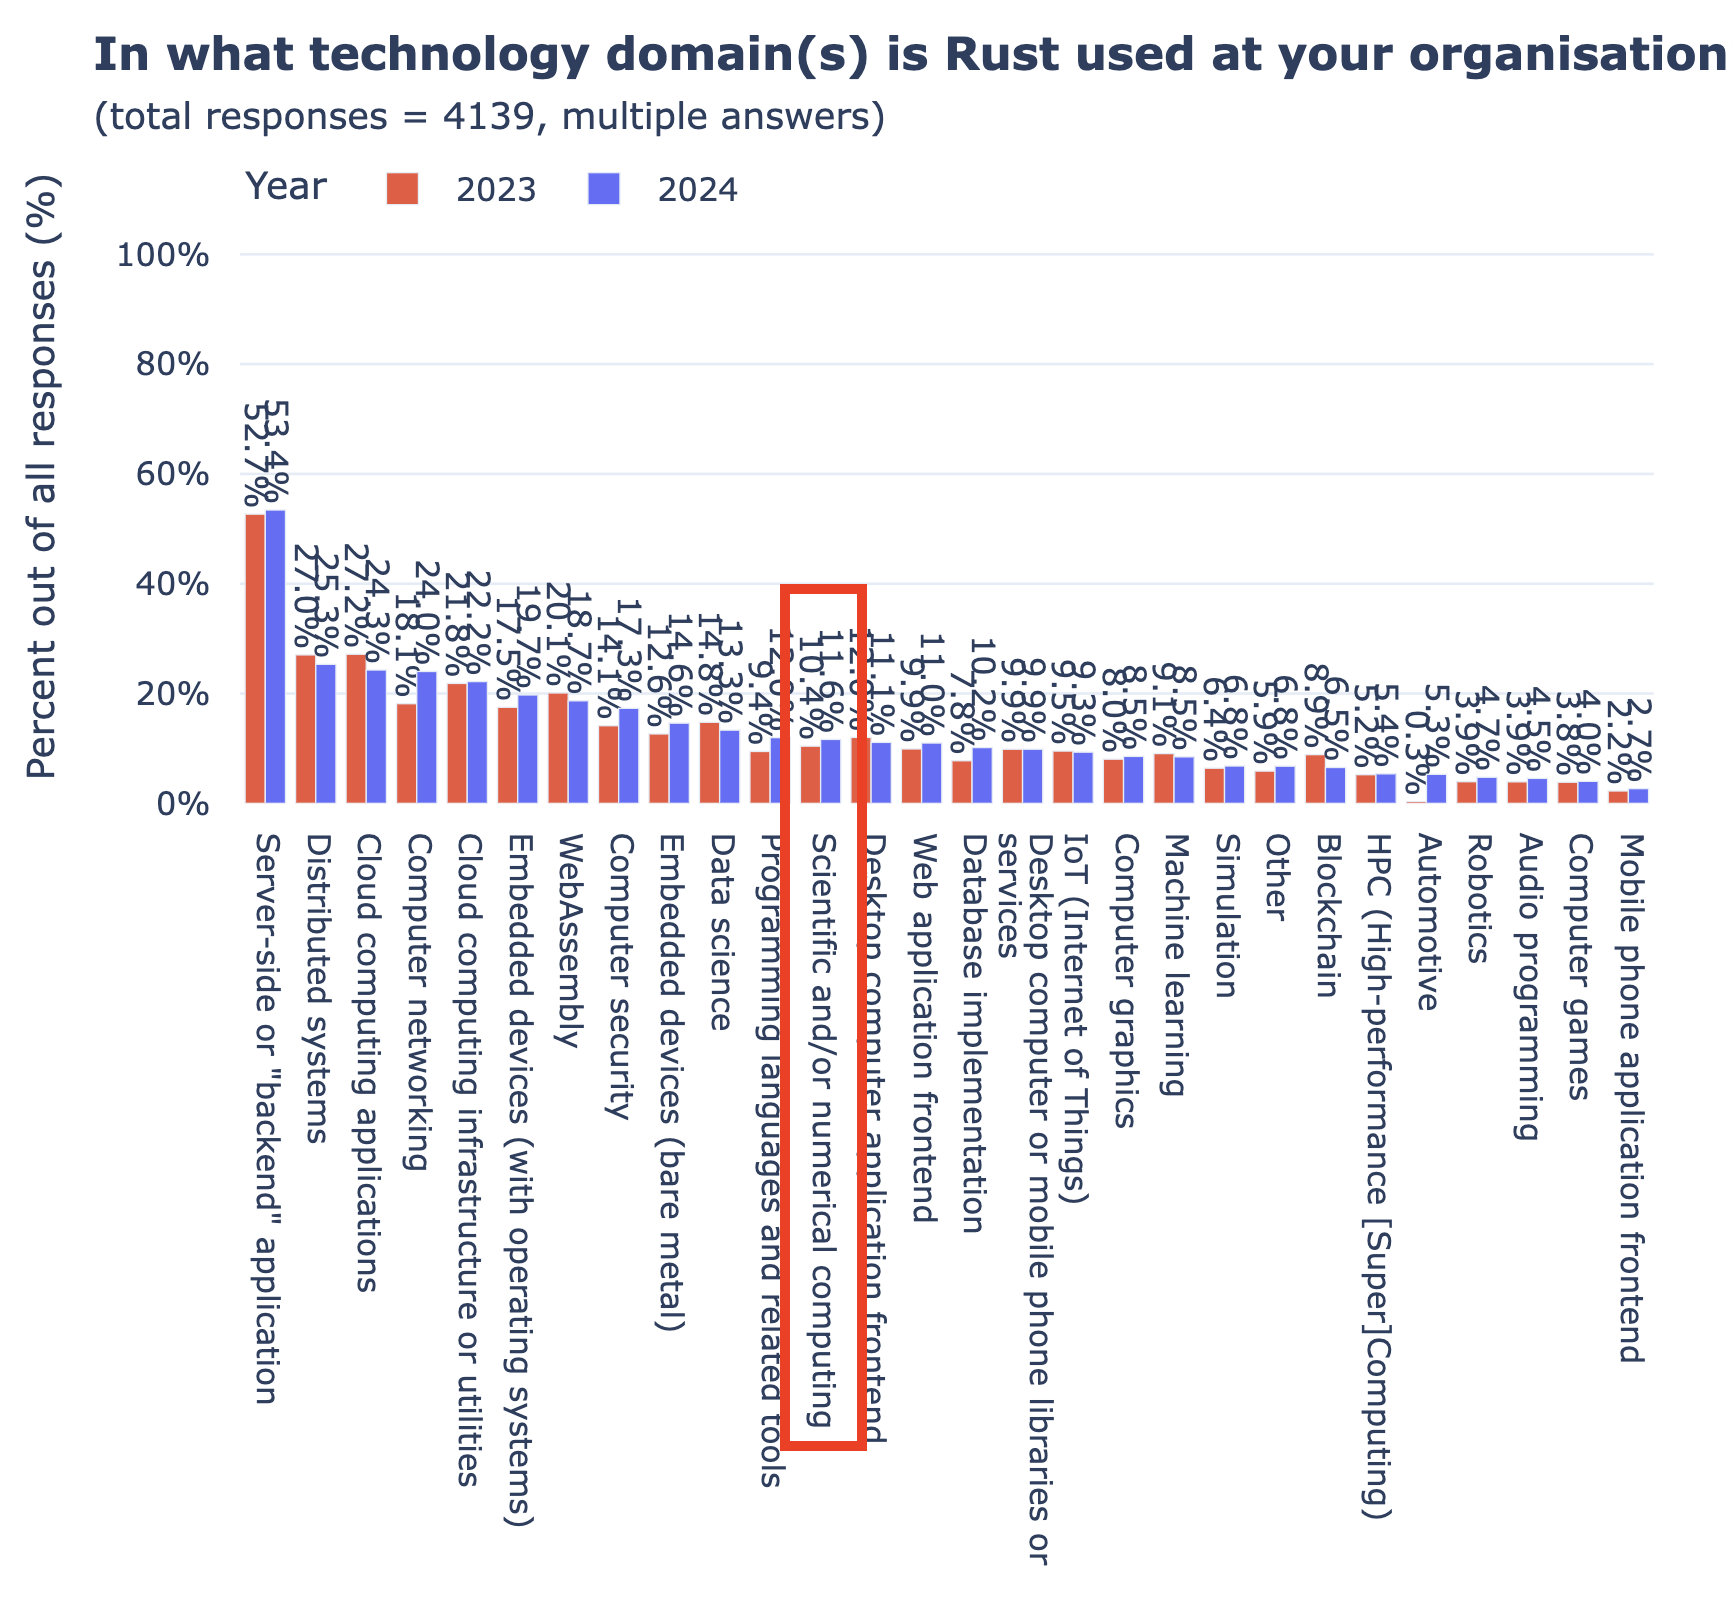 In what technology domain(s) is Rust used at your organisation
(total responses = 4139, multiple answers)
Year
2023
2024
Percent out of all responses (%)
100%
80%
60%
40%
20%
0%
52.7%
53.4%
27.0%
25.3%
27.2%
24.3%
18.1%
24.0%
21.8%
22.2%
17.5%
19.7%
20.1%
18.7%
14.1%
17.3%
12.6%
14.6%
14.8%
13.3%
9.4%
10.4%
11.6%
11.1%
9.9%
11.0%
7.8%
10.2%
9.9%
9.9%
9.5%
9.3%
8.0%
8.5%
9.1%
8.5%
6.4%
6.8%
5.9%
6.8%
8.9%
6.5%
5.2%
5.4%
0.3%
5.3%
3.9%
4.7%
3.9%
4.5%
3.8%
4.0%
2.2%
2.7%
Server-side or "backend" application
Distributed systems
Cloud computing applications
Computer networking
Cloud computing infrastructure or utilities
Embedded devices (with operating systems)
WebAssembly
Computer security
Embedded devices (bare metal)
Data science
Programming languages and related tools
Scientific and/or numerical computing
Desktop computer application frontend
Web application frontend
Database implementation
Desktop computer or mobile phone libraries or
services
IoT (Internet of Things)
Computer graphics
Machine learning
Simulation
Other
Blockchain
HPC (High-performance [Super]Computing)
Automotive
Robotics
Audio programming
Computer games
Mobile phone application frontend